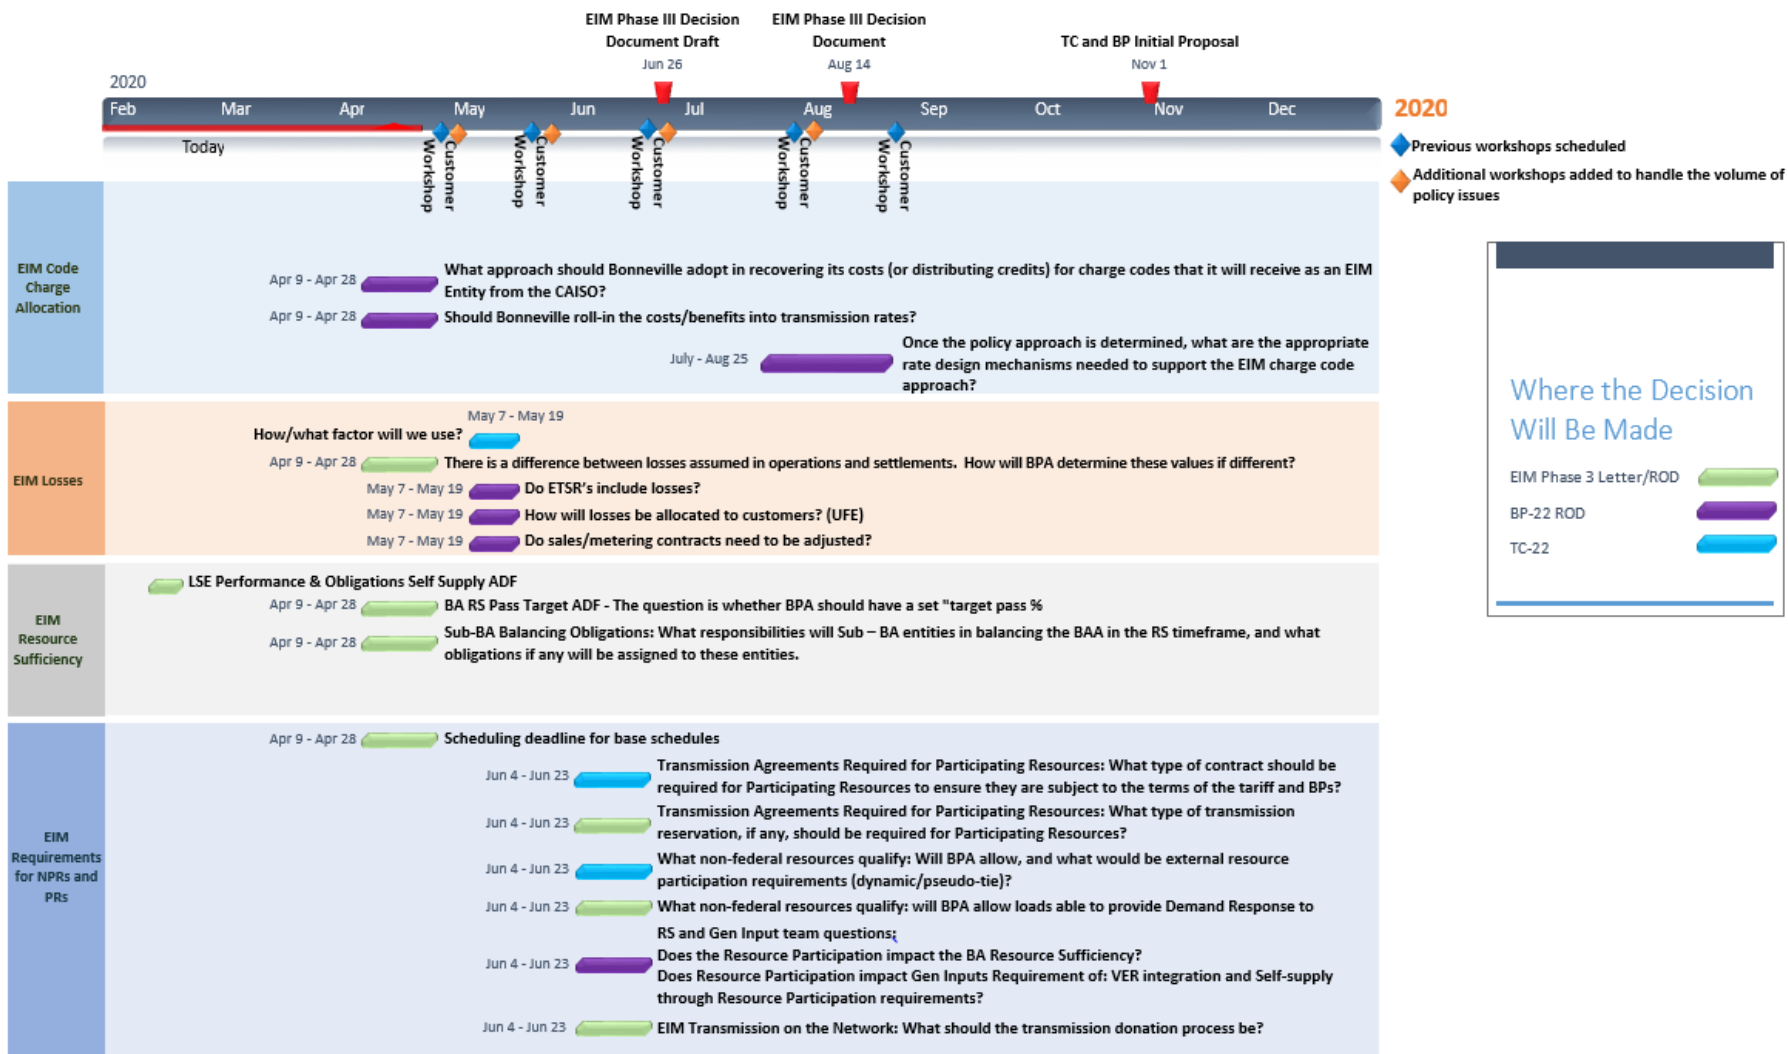 EIM Phase III Decision
Document Draft
Jun 26
EIM Phase III Decision
Document
Aug 14
TC and BP Initial Proposal
Nov 1
2020
Feb
Mar
Apr
May
Jun
Jul
Aug
Sep
Oct
Nov
Dec
Today
Customer
Workshop
Customer
Workshop
Customer
Workshop
Customer
Workshop
Customer
Workshop
2020
Previous workshops scheduled
Additional workshops added to handle the volume of
policy issues
EIM Code
Charge
Allocation
Apr 9 - Apr 28
What approach should Bonneville adopt in recovering its costs (or distributing credits) for charge codes that it will receive as an EIM
Entity from the CAISO?
Apr 9 - Apr 28
Should Bonneville roll-in the costs/benefits into transmission rates?
July - Aug 25
Once the policy approach is determined, what are the appropriate
rate design mechanisms needed to support the EIM charge code
approach?
EIM Losses
May 7 - May 19
How/what factor will we use?
Apr 9 - Apr 28
There is a difference between losses assumed in operations and settlements.  How will BPA determine these values if different?
May 7 - May 19
Do ETSR's include losses?
May 7 - May 19
How will losses be allocated to customers? (UFE)
May 7 - May 19
Do sales/metering contracts need to be adjusted?
EIM
Resource
Sufficiency
LSE Performance & Obligations Self Supply ADF
Apr 9 - Apr 28
BA RS Pass Target ADF - The question is whether BPA should have a set "target pass %
Apr 9 - Apr 28
Sub-BA Balancing Obligations: What responsibilities will Sub – BA entities in balancing the BAA in the RS timeframe, and what
obligations if any will be assigned to these entities.
EIM
Requirements
for NPRs and
PRs
Apr 9 - Apr 28
Scheduling deadline for base schedules
Jun 4 - Jun 23
Transmission Agreements Required for Participating Resources: What type of contract should be
required for Participating Resources to ensure they are subject to the terms of the tariff and BPs?
Jun 4 - Jun 23
Transmission Agreements Required for Participating Resources: What type of transmission
reservation, if any, should be required for Participating Resources?
Jun 4 - Jun 23
What non-federal resources qualify: Will BPA allow, and what would be external resource
participation requirements (dynamic/pseudo-tie)?
Jun 4 - Jun 23
What non-federal resources qualify: will BPA allow loads able to provide Demand Response to
RS and Gen Input team questions:
Jun 4 - Jun 23
Does the Resource Participation impact the BA Resource Sufficiency?
Does Resource Participation impact Gen Inputs Requirement of: VER integration and Self-supply
through Resource Participation requirements?
Jun 4 - Jun 23
EIM Transmission on the Network: What should the transmission donation process be?
Where the Decision
Will Be Made
EIM Phase 3 Letter/ROD
BP-22 ROD
TC-22